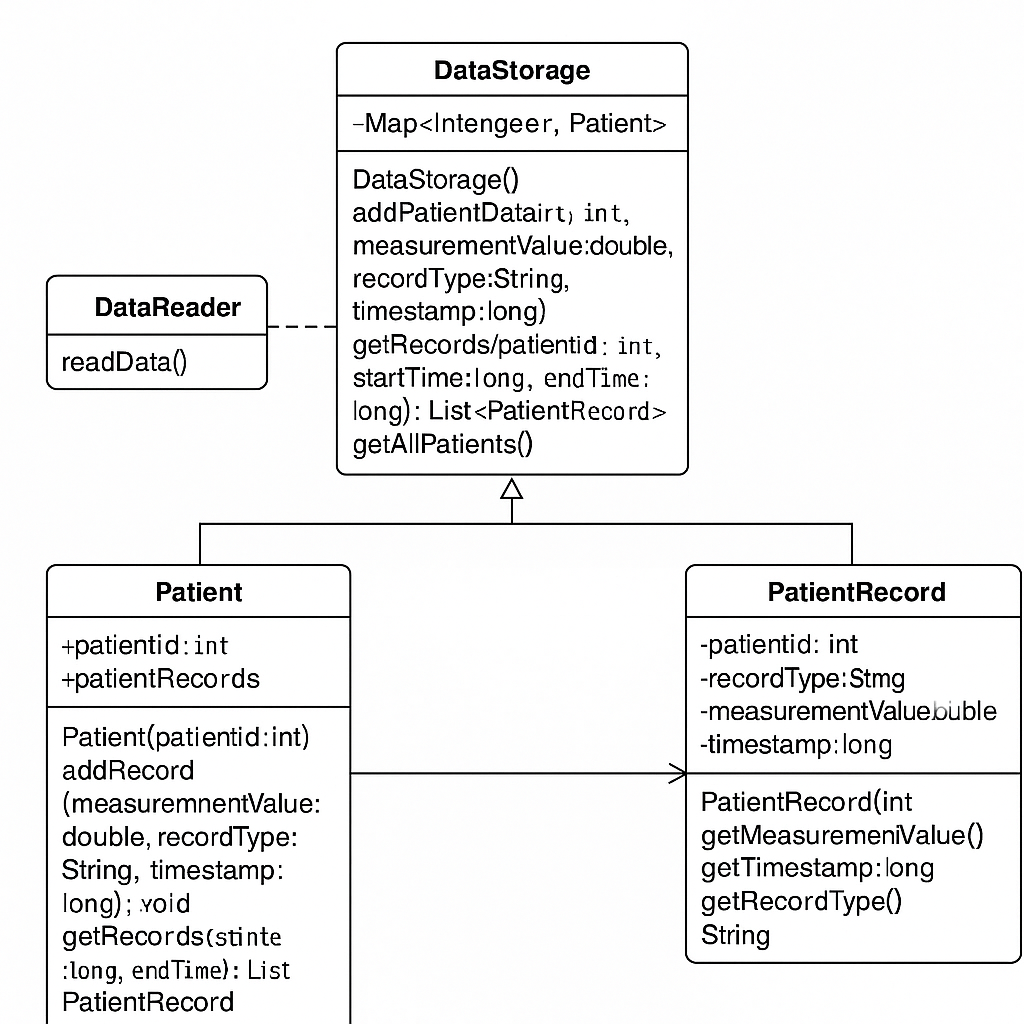 DataStorage
-Map<Intengeer, Patient>
DataStorage()
addPatientDatairt; int,
measurementValue:double,
recordType:String,
timestamp:long)
getRecords/patientid: int,
startTime:long, endTime:
long): List<PatientRecord>
getAllPatients()
DataReader
readData()
Patient
+patientid:int
+patientRecords
Patient(patientid:int)
addRecord
(measuremnentValue:
double, recordType:
String, timestamp:
long); void
getRecords(stinte
:long, endTime): List
PatientRecord
PatientRecord
-patientid: int
-recordType:Stmg
-measurementValue
-timestamp:long
PatientRecord(int
getMeasuremeniValue()
getTimestamp:long
getRecordType()
String